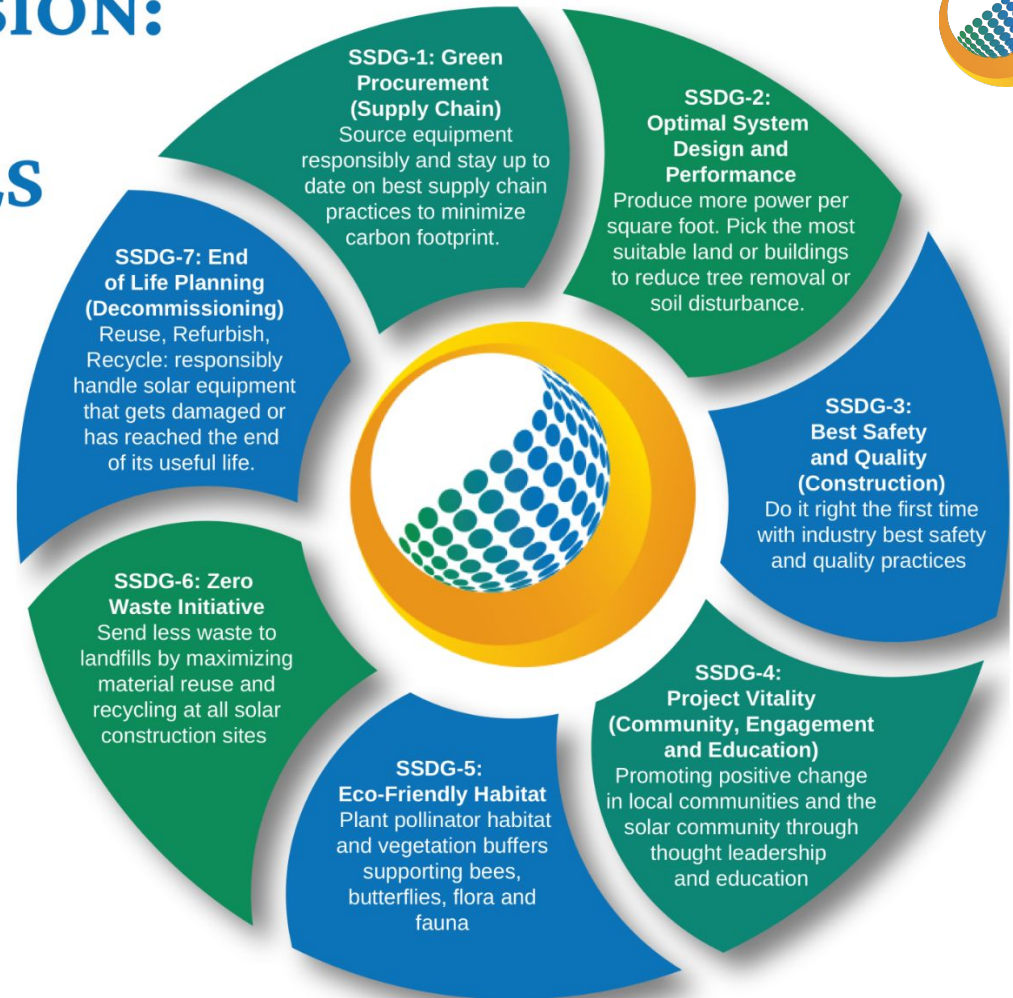 SION:
LS
SSDG-1: Green
Procurement
(Supply Chain)
Source equipment
responsibly and stay up to
date on best supply chain
practices to minimize
carbon footprint.
SSDG-2:
Optimal System
Design and
Performance
Produce more power per
square foot. Pick the most
suitable land or buildings
to reduce tree removal or
soil disturbance.
SSDG-3:
Best Safety
and Quality
(Construction)
Do it right the first time
with industry best safety
and quality practices
SSDG-4:
Project Vitality
(Community, Engagement
and Education)
Promoting positive change
in local communities and the
solar community through
thought leadership
and education
SSDG-5:
Eco-Friendly Habitat
Plant pollinator habitat
and vegetation buffers
supporting bees,
butterflies, flora and
fauna
SSDG-6: Zero
Waste Initiative
Send less waste to
landfills by maximizing
material reuse and
recycling at all solar
construction sites
SSDG-7: End
of Life Planning
(Decommissioning)
Reuse, Refurbish,
Recycle: responsibly
handle solar equipment
that gets damaged or
has reached the end
of its useful life.